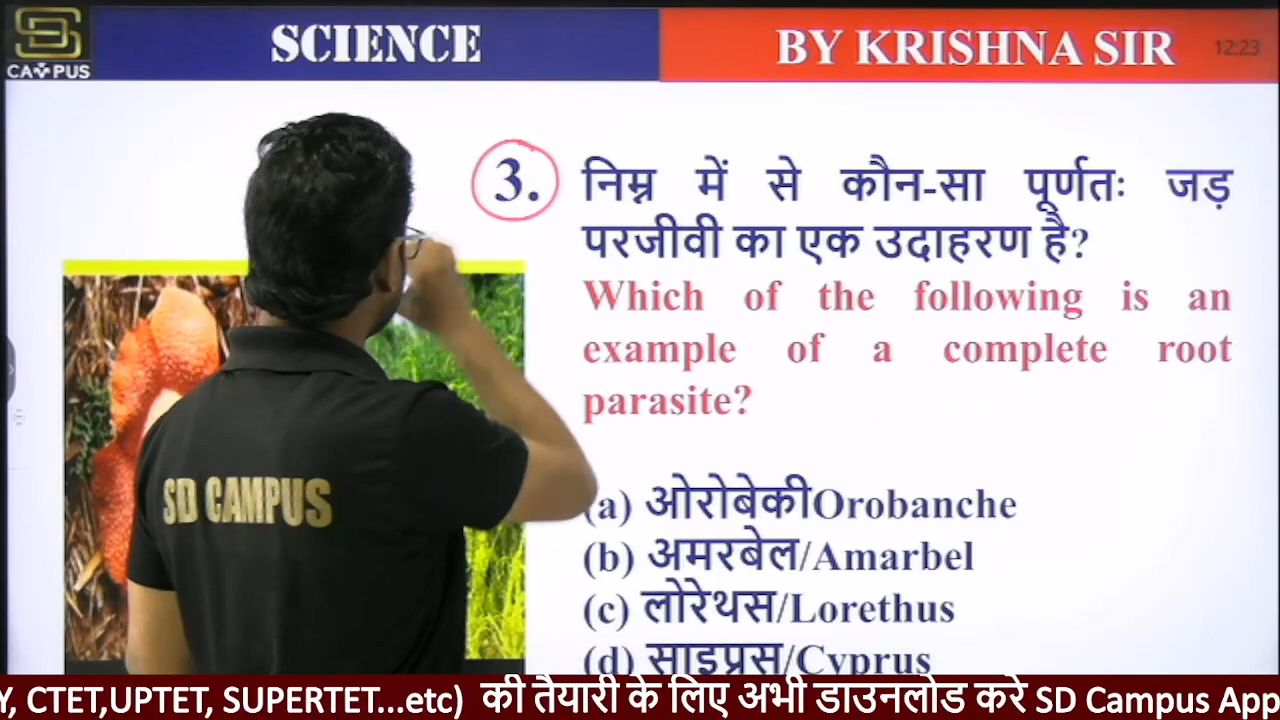 SCIENCE
BY KRISHNA SIR
12:23
CAMPUS
3. निम्न में से कौन-सा पूर्णतः जड़
परजीवी का एक उदाहरण है?
Which of the following is an
example of a complete root
parasite?
(a) ओरोबेकीOrobanche
(b) अमरबेल/Amarbel
(c) लोरेथस/Lorethus
(d) साइप्रस/Cyprus
SD CAMPUS
Y, CTET,UPTET, SUPERTET...etc) की तैयारी के लिए अभी डाउनलोड करे SD Campus App